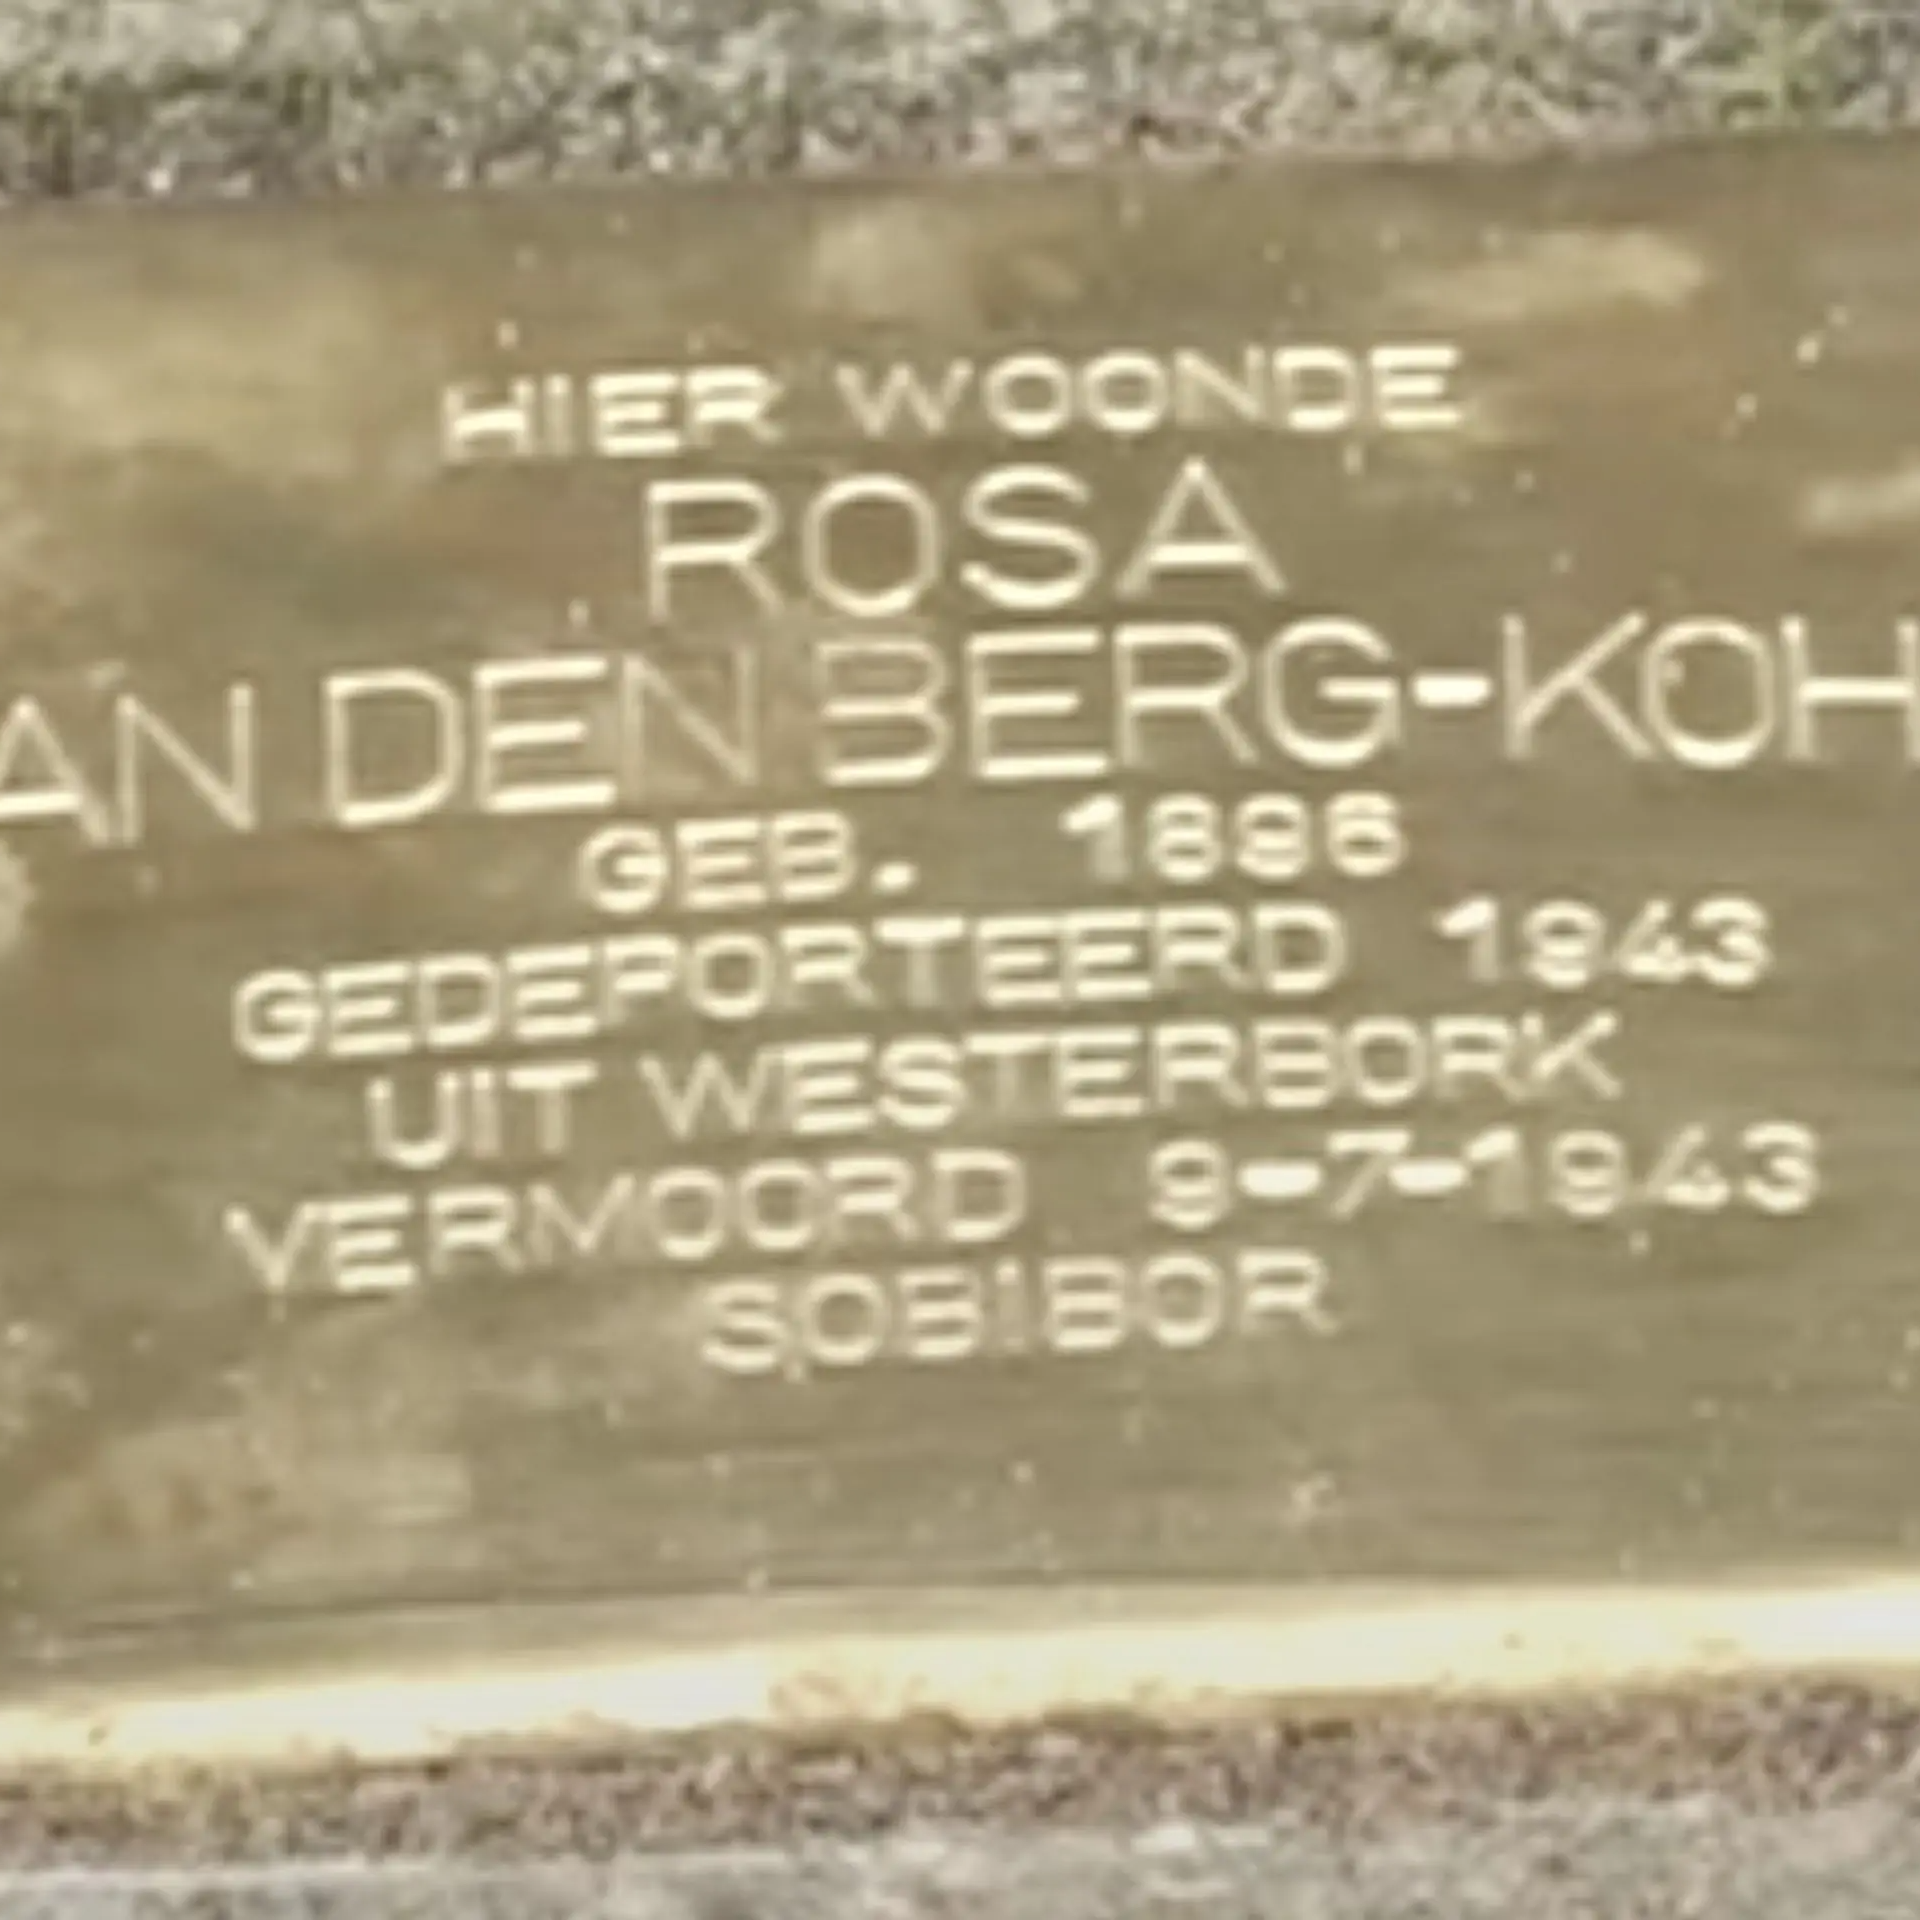 HIER WOONDE
ROSA
AN DEN BERG-KOH
GEB. 1886
GEDEPORTEERD 1943
UIT WESTERBORK
VERMOORD 9-7-1943
SOBIBOR